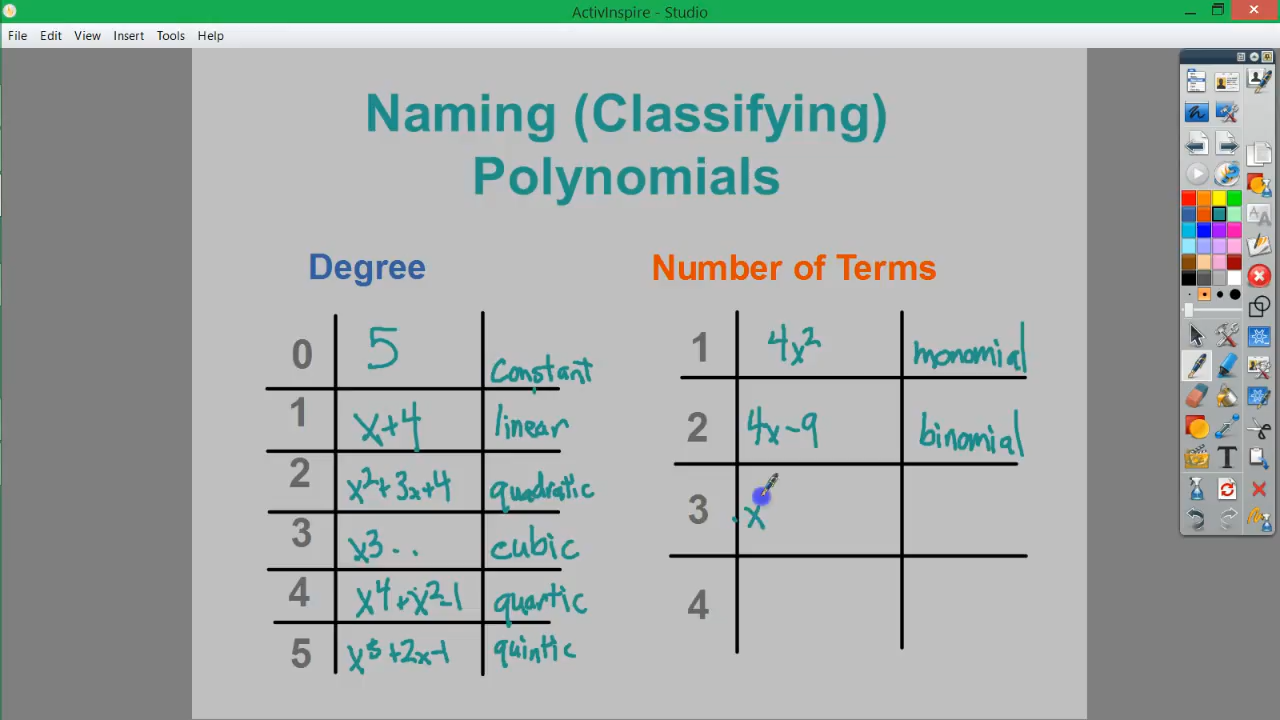 ActivInspire - Studio
File Edit View Insert Tools Help
Naming (Classifying)
Polynomials
Degree
0 5 Constant
1 x+4 linear
2 x²+3x+4 quadratic
3 x3.. cubic
4 x⁴+x²-1 quartic
5 x⁵+2x-1 quintic
Number of Terms
1 4x² monomial
2 4x-9 binomial
3 x
4